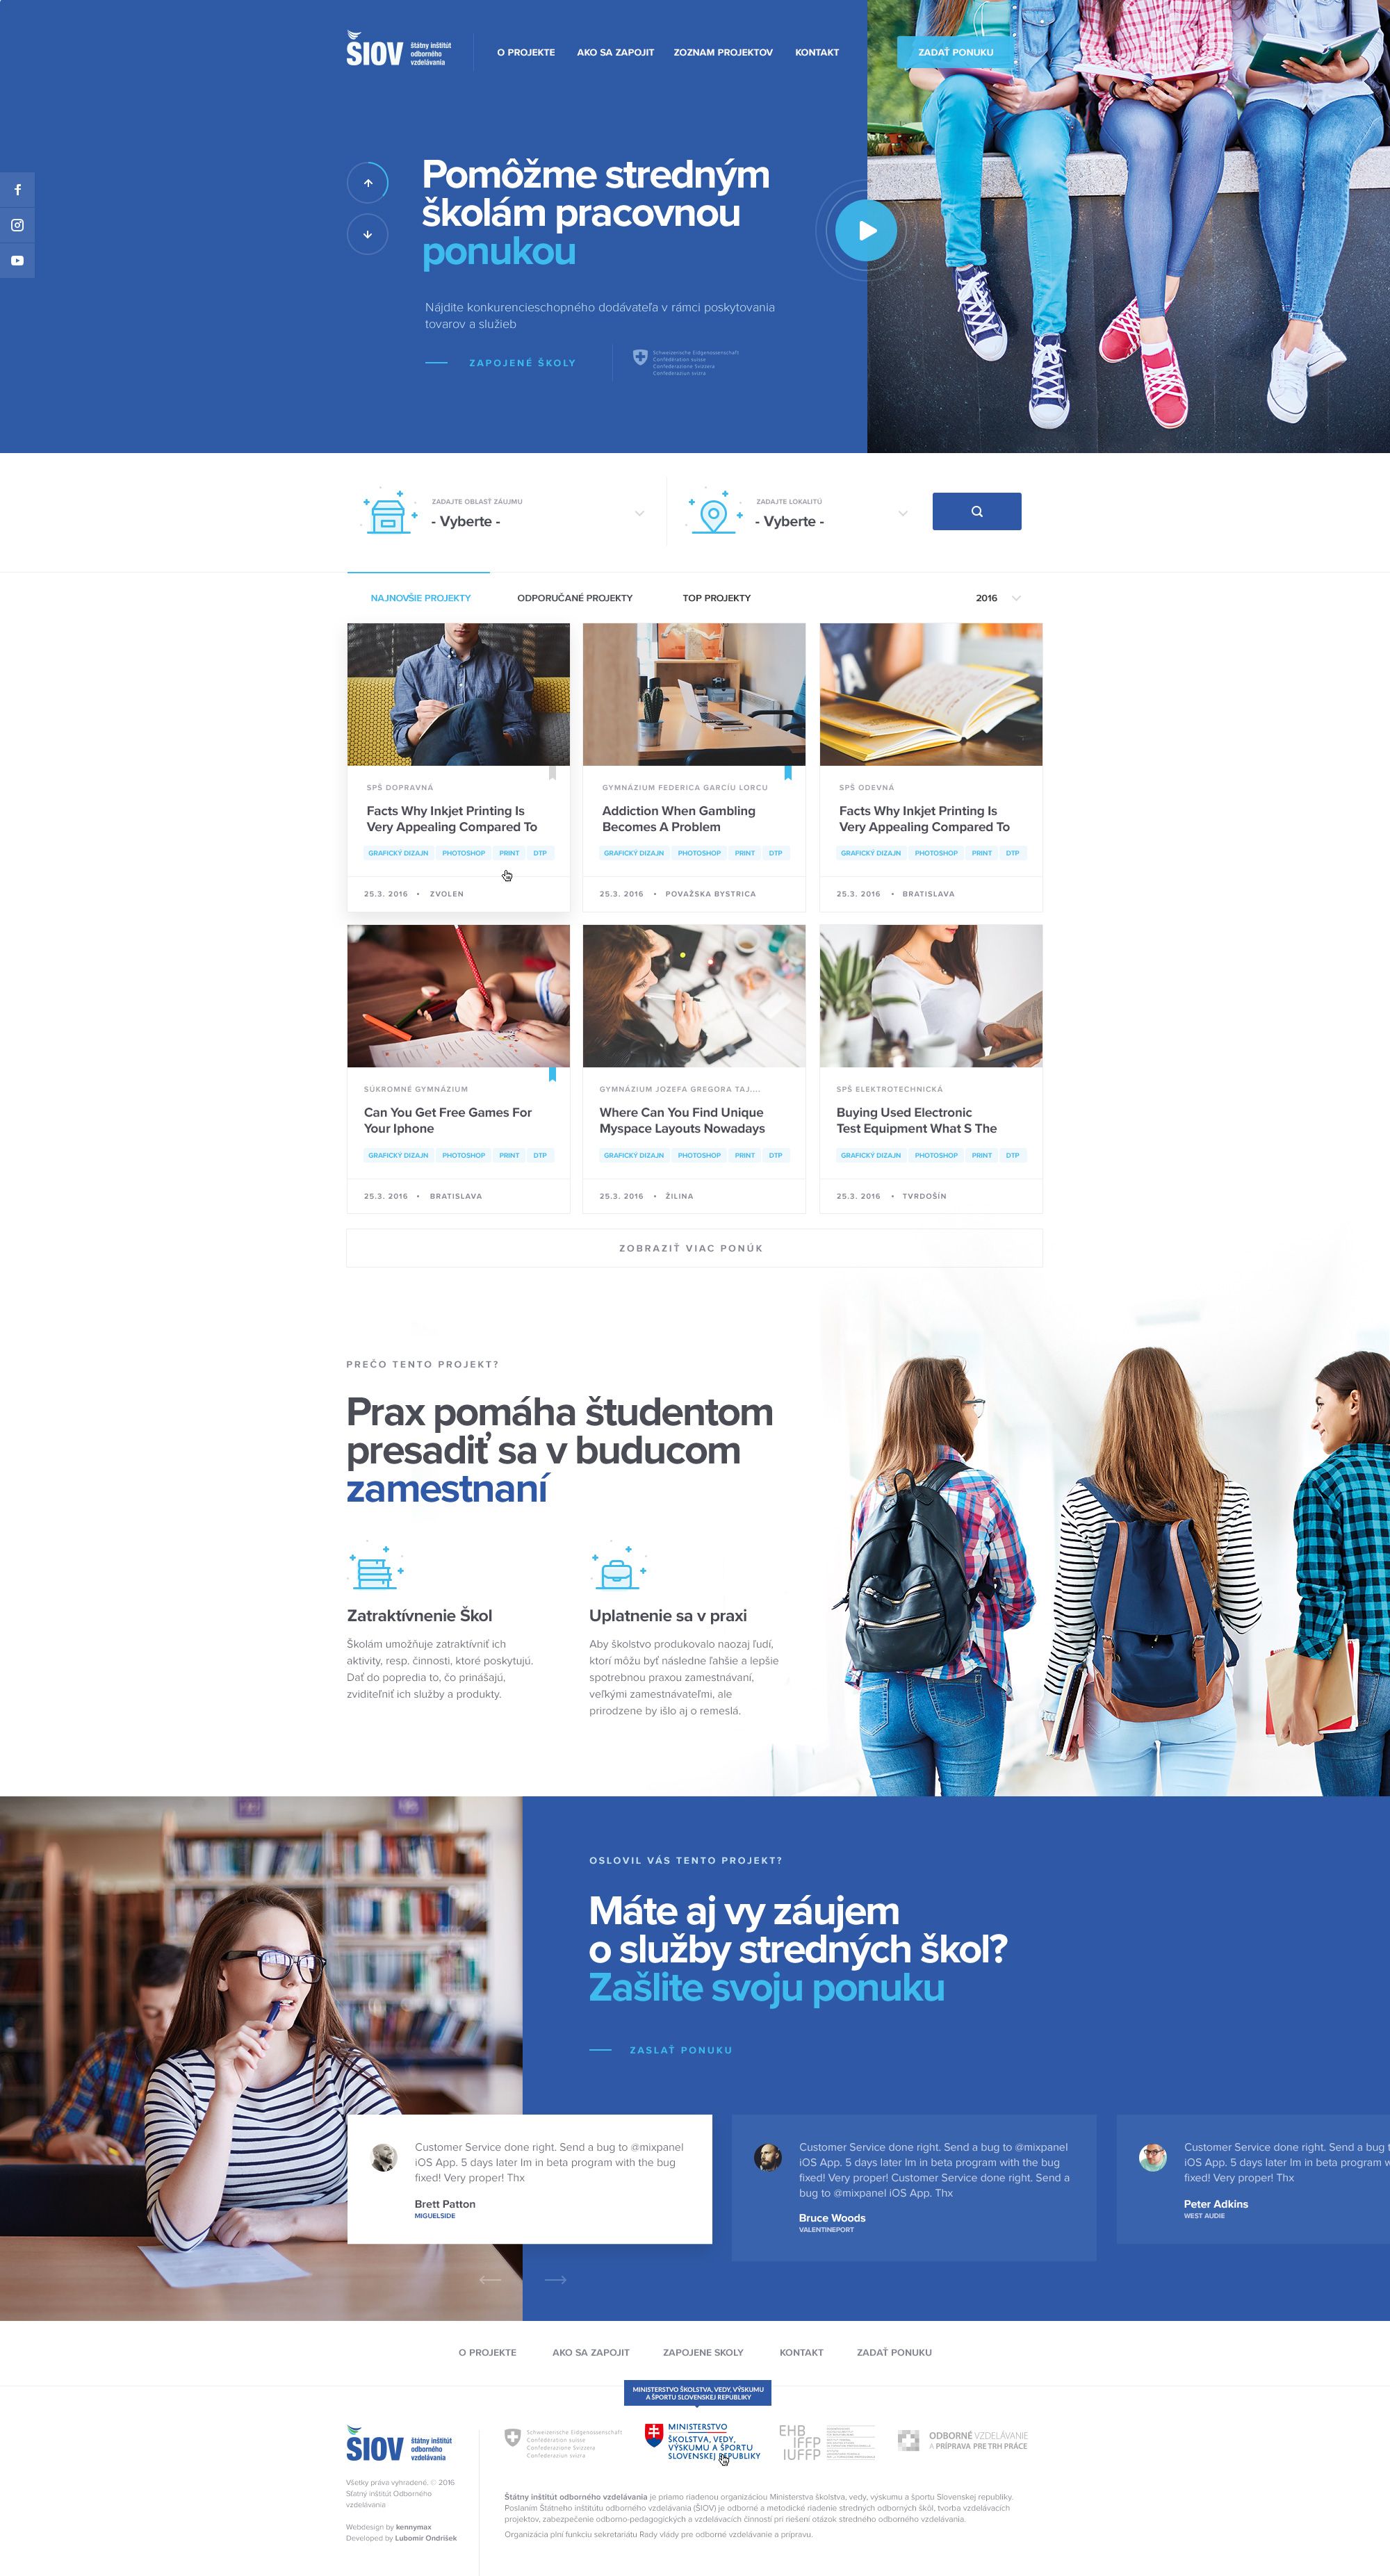 ŠIOV
štátny inštitút
odborného
vzdelávania
O PROJEKTE
AKO SA ZAPOJIT
ZOZNAM PROJEKTOV
KONTAKT
ZADAŤ PONUKU
Pomôžme stredným
školám pracovnou
ponukou
Nájdite konkurencieschopného dodávateľa v rámci poskytovania
tovarov a služieb
ZAPOJENÉ ŠKOLY
Schweizerische Eidgenossenschaft
Confédération suisse
Confederazione Svizzera
Confederaziun svizra
ZADAJTE OBLASŤ ZÁUJMU
- Vyberte -
ZADAJTE LOKALITÚ
- Vyberte -
NAJNOVŠIE PROJEKTY
ODPORUČANÉ PROJEKTY
TOP PROJEKTY
2016
SPŠ DOPRAVNÁ
Facts Why Inkjet Printing Is
Very Appealing Compared To
GRAFICKÝ DIZAJN PHOTOSHOP PRINT DTP
25.3. 2016 • ZVOLEN
GYMNÁZIUM FEDERICA GARCÍU LORCU
Addiction When Gambling
Becomes A Problem
GRAFICKÝ DIZAJN PHOTOSHOP PRINT DTP
25.3. 2016 • POVAŽSKA BYSTRICA
SPŠ ODEVNÁ
Facts Why Inkjet Printing Is
Very Appealing Compared To
GRAFICKÝ DIZAJN PHOTOSHOP PRINT DTP
25.3. 2016 • BRATISLAVA
SÚKROMNÉ GYMNÁZIUM
Can You Get Free Games For
Your Iphone
GRAFICKÝ DIZAJN PHOTOSHOP PRINT DTP
25.3. 2016 • BRATISLAVA
GYMNÁZIUM JOZEFA GREGORA TAJ....
Where Can You Find Unique
Myspace Layouts Nowadays
GRAFICKÝ DIZAJN PHOTOSHOP PRINT DTP
25.3. 2016 • ŽILINA
SPŠ ELEKTROTECHNICKÁ
Buying Used Electronic
Test Equipment What S The
GRAFICKÝ DIZAJN PHOTOSHOP PRINT DTP
25.3. 2016 • TVRDOŠÍN
ZOBRAZIŤ VIAC PONÚK
PREČO TENTO PROJEKT?
Prax pomáha študentom
presadiť sa v buducom
zamestnaní
Zatraktívnenie Škol
Školám umožňuje zatraktívniť ich
aktivity, resp. činnosti, ktoré poskytujú.
Dať do popredia to, čo prinášajú,
zviditeľniť ich služby a produkty.
Uplatnenie sa v praxi
Aby školstvo produkovalo naozaj ľudí,
ktorí môžu byť následne ľahšie a lepšie
spotrebnou praxou zamestnávaní,
veľkými zamestnávateľmi, ale
prirodzene by išlo aj o remeslá.
OSLOVIL VÁS TENTO PROJEKT?
Máte aj vy záujem
o služby stredných škol?
Zašlite svoju ponuku
ZASLAŤ PONUKU
Customer Service done right. Send a bug to @mixpanel
iOS App. 5 days later Im in beta program with the bug
fixed! Very proper! Thx
Brett Patton
MIGUELSIDE
Customer Service done right. Send a bug to @mixpanel
iOS App. 5 days later Im in beta program with the bug
fixed! Very proper! Customer Service done right. Send a
bug to @mixpanel iOS App. Thx
Bruce Woods
VALENTINEPORT
Customer Service done right. Send a bug
iOS App. 5 days later Im in beta program
fixed! Very proper! Thx
Peter Adkins
WEST AUDIE
O PROJEKTE
AKO SA ZAPOJIT
ZAPOJENE SKOLY
KONTAKT
ZADAŤ PONUKU
MINISTERSTVO ŠKOLSTVA, VEDY, VÝSKUMU
A ŠPORTU SLOVENSKEJ REPUBLIKY
ŠIOV
štátny inštitút
odborného
vzdelávania
Schweizerische Eidgenossenschaft
Confédération suisse
Confederazione Svizzera
Confederaziun svizra
MINISTERSTVO
ŠKOLSTVA, VEDY,
VÝSKUMU A ŠPORTU
SLOVENSKEJ REPUBLIKY
EHB
IFFP
IUFFP
ODBORNÉ VZDELÁVANIE
A PRÍPRAVA PRE TRH PRÁCE
Všetky práva vyhradené. © 2016
Štátny inštitút Odborného
vzdelávania
Webdesign by kennymax
Developed by Lubomír Ondrišek
Štátny inštitút odborného vzdelávania je priamo riadenou organizáciou Ministerstva školstva, vedy, výskumu a športu Slovenskej republiky.
Poslaním Štátneho inštitútu odborného vzdelávania (ŠIOV) je odborné a metodické riadenie stredných odborných škôl, tvorba vzdelávacích
projektov, zabezpečenie odborno-pedagogických a vzdelávacích činností pri riešení otázok stredného odborného vzdelávania.
Organizácia plní funkciu sekretariátu Rady vlády pre odborné vzdelávanie a prípravu.